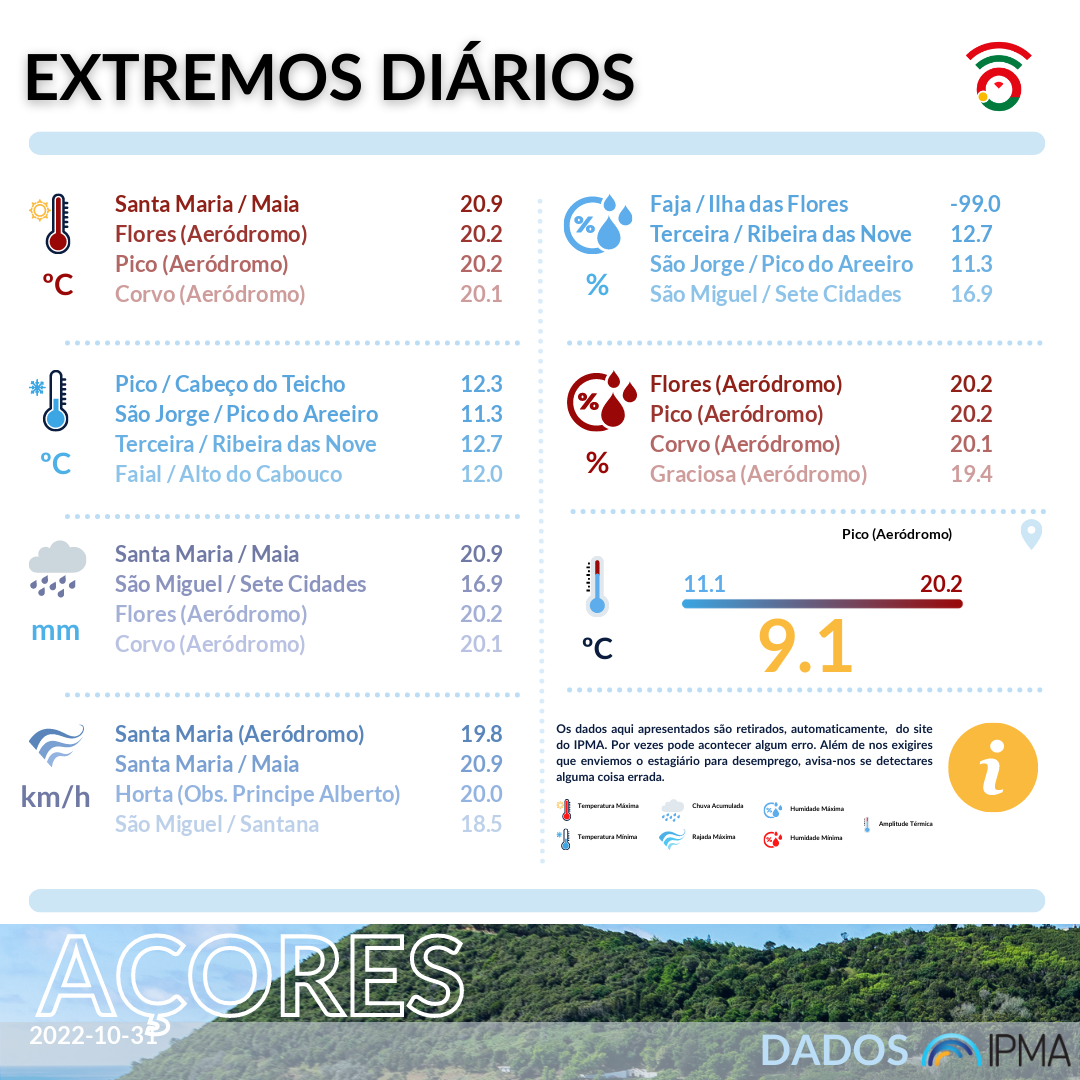 EXTREMOS DIÁRIOS
Santa Maria / Maia 20.9
Flores (Aeródromo) 20.2
Pico (Aeródromo) 20.2
Corvo (Aeródromo) 20.1
ºC
Pico / Cabeço do Teicho 12.3
São Jorge / Pico do Areeiro 11.3
Terceira / Ribeira das Nove 12.7
Faial / Alto do Cabouco 12.0
ºC
Santa Maria / Maia 20.9
São Miguel / Sete Cidades 16.9
Flores (Aeródromo) 20.2
Corvo (Aeródromo) 20.1
mm
Santa Maria (Aeródromo) 19.8
Santa Maria / Maia 20.9
Horta (Obs. Principe Alberto) 20.0
São Miguel / Santana 18.5
km/h
%
Faja / Ilha das Flores -99.0
Terceira / Ribeira das Nove 12.7
São Jorge / Pico do Areeiro 11.3
São Miguel / Sete Cidades 16.9
%
%
Flores (Aeródromo) 20.2
Pico (Aeródromo) 20.2
Corvo (Aeródromo) 20.1
Graciosa (Aeródromo) 19.4
%
Pico (Aeródromo)
11.1 20.2
ºC
9.1
Os dados aqui apresentados são retirados, automaticamente, do site
do IPMA. Por vezes pode acontecer algum erro. Além de nos exigires
que enviemos o estagiário para desemprego, avisa-nos se detectares
alguma coisa errada.
i
Temperatura Máxima Chuva Acumulada Humidade Máxima
Amplitude Térmica
Temperatura Mínima Rajada Máxima Humidade Mínima
AÇORES
2022-10-31
DADOS IPMA